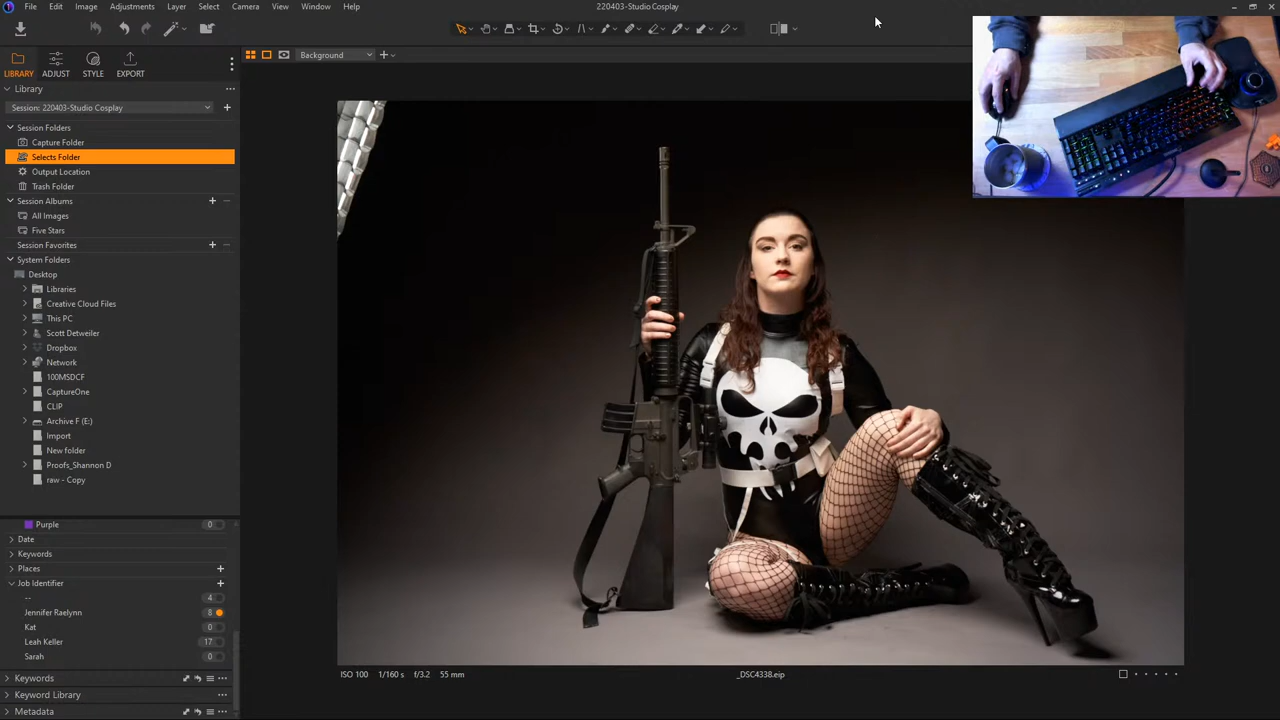 File Edit Image Adjustments Layer Select Camera View Window Help
220403-Studio Cosplay
Background
LIBRARY ADJUST STYLE EXPORT
Library
Session: 220403-Studio Cosplay
Session Folders
Capture Folder
Selects Folder
Output Location
Trash Folder
Session Albums
All Images
Five Stars
Session Favorites
System Folders
Desktop
Libraries
Creative Cloud Files
This PC
Scott Detweiler
Dropbox
Network
100MSDCF
CaptureOne
CLIP
Archive F (E:)
Import
New folder
Proofs_Shannon D
raw - Copy
Purple 0
Date
Keywords
Places
Job Identifier
-- 4
Jennifer Raelynn 8
Kat 0
Leah Keller 17
Sarah 0
Keywords
Keyword Library
Metadata
ISO 100 1/160 s f/3.2 55 mm
_DSC4338.eip